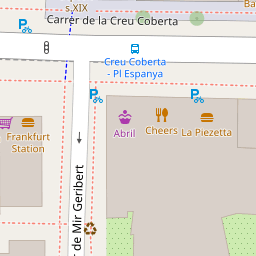 s.XIX
Carrer de la Creu Coberta
Ba
Creu Coberta
- Pl Espanya
Frankfurt
Station
Abril
Cheers
La Piezetta
r de Mir Geribert